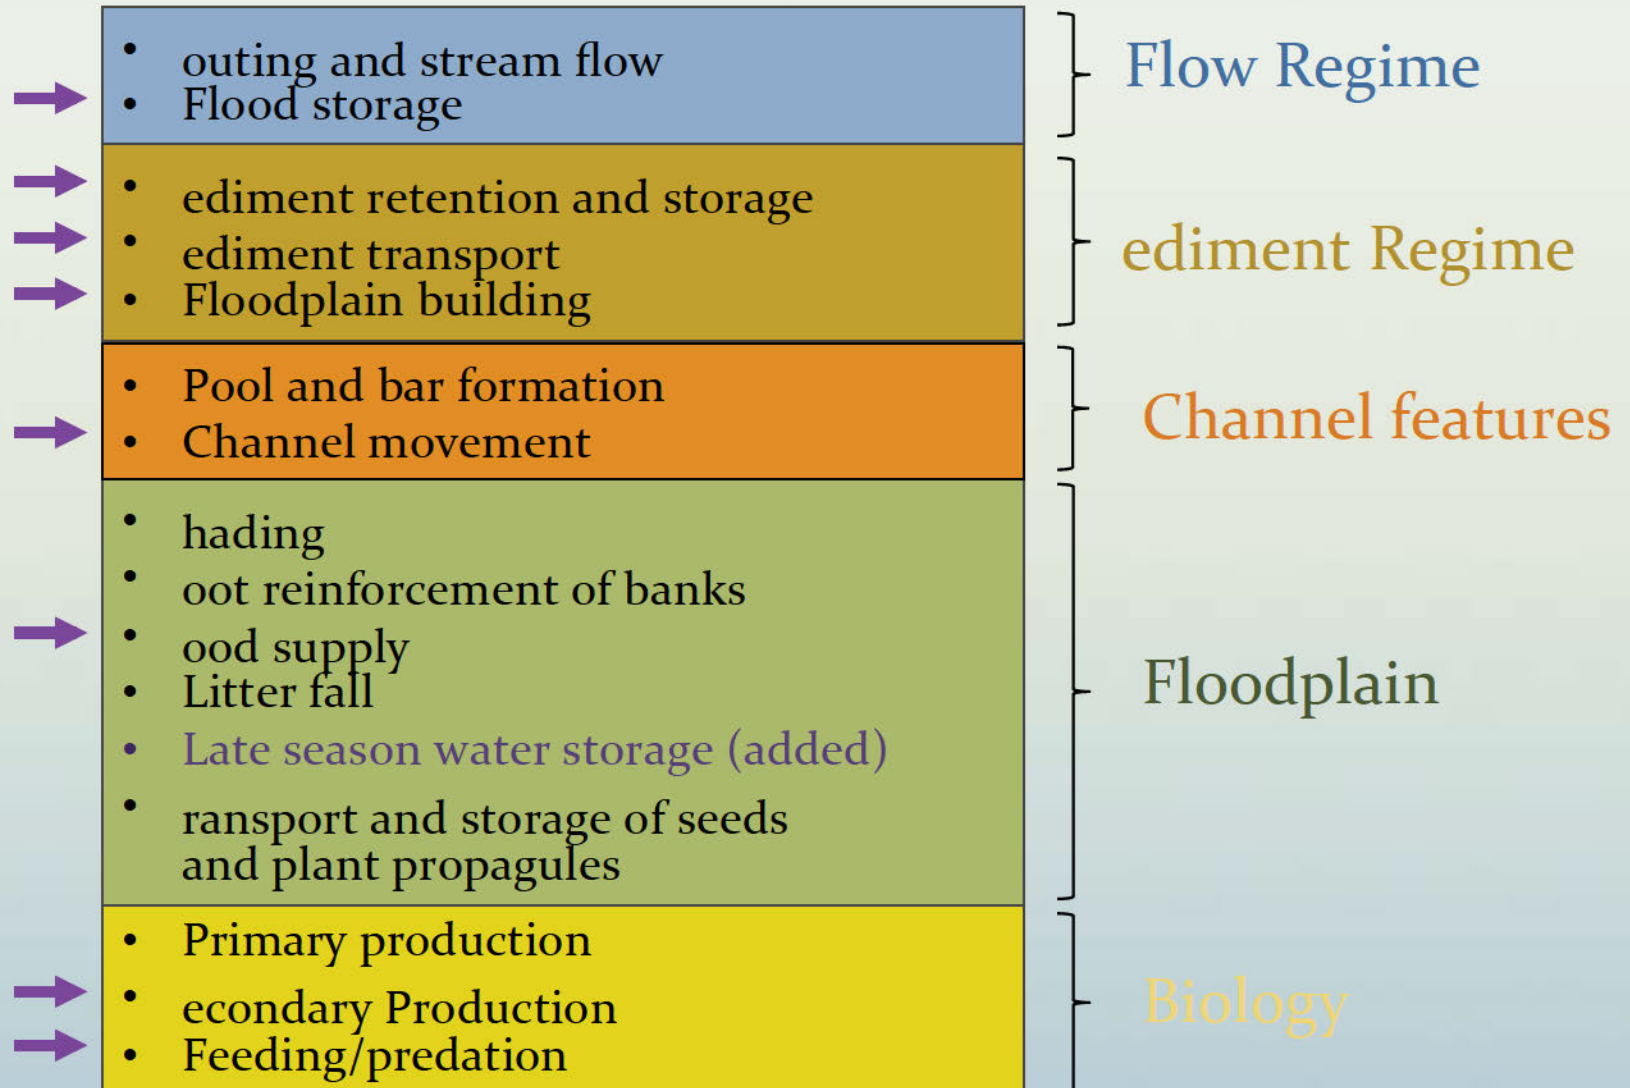 • outing and stream flow
• Flood storage
Flow Regime
• ediment retention and storage
• ediment transport
• Floodplain building
ediment Regime
• Pool and bar formation
• Channel movement
Channel features
• hading
• oot reinforcement of banks
• ood supply
• Litter fall
• Late season water storage (added)
• ransport and storage of seeds
and plant propagules
Floodplain
• Primary production
• econdary Production
• Feeding/predation
Biology